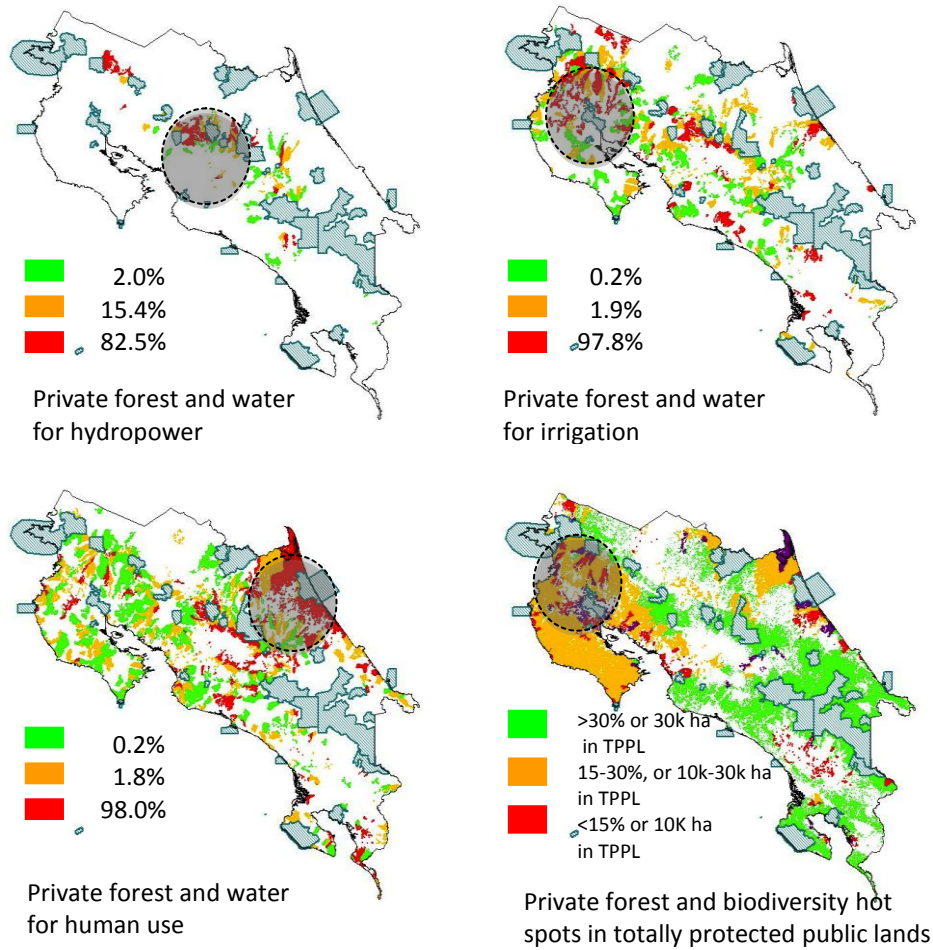 2.0%
15.4%
82.5%
Private forest and water
for hydropower
0.2%
1.9%
97.8%
Private forest and water
for irrigation
0.2%
1.8%
98.0%
Private forest and water
for human use
>30% or 30k ha
in TPPL
15-30%, or 10k-30k ha
in TPPL
<15% or 10K ha
in TPPL
Private forest and biodiversity hot
spots in totally protected public lands